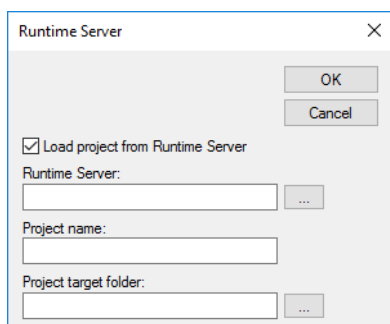 Runtime Server
OK
Cancel
Load project from Runtime Server
Runtime Server:
...
Project name:
Project target folder:
...